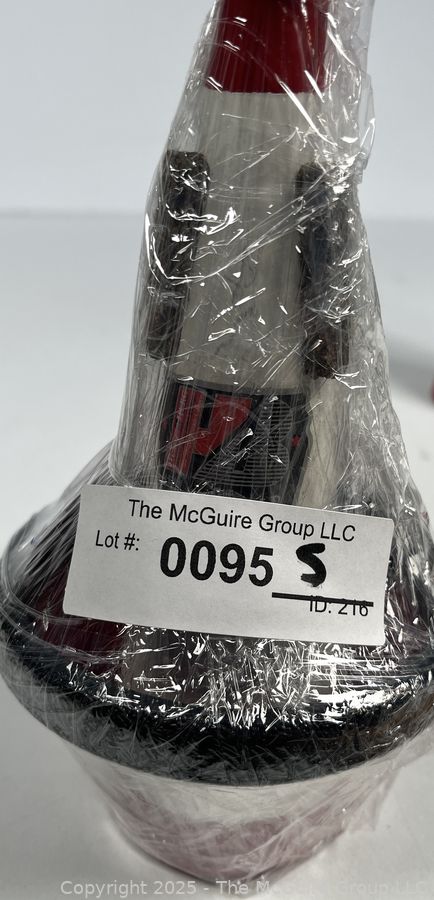 The McGuire Group LLC
Lot #: 0095 S
ID: 216
Copyright 2025 - The McGuire Group LLC